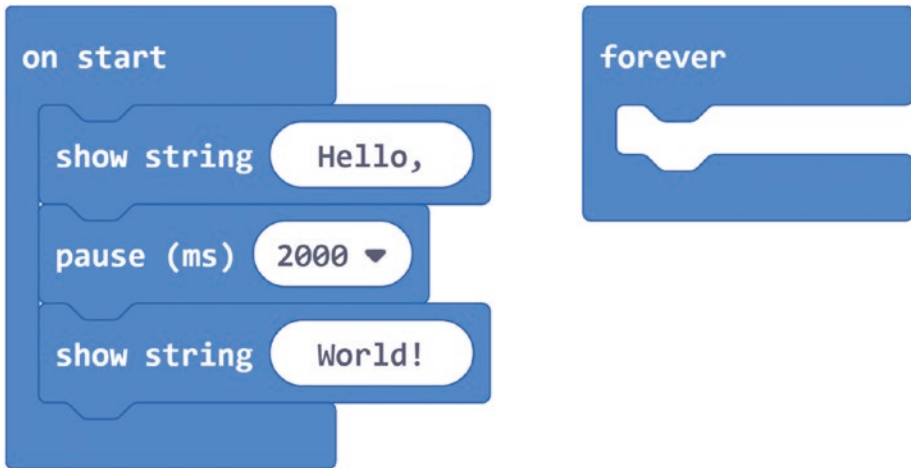 on start
show string Hello,
pause (ms) 2000
show string World!
forever